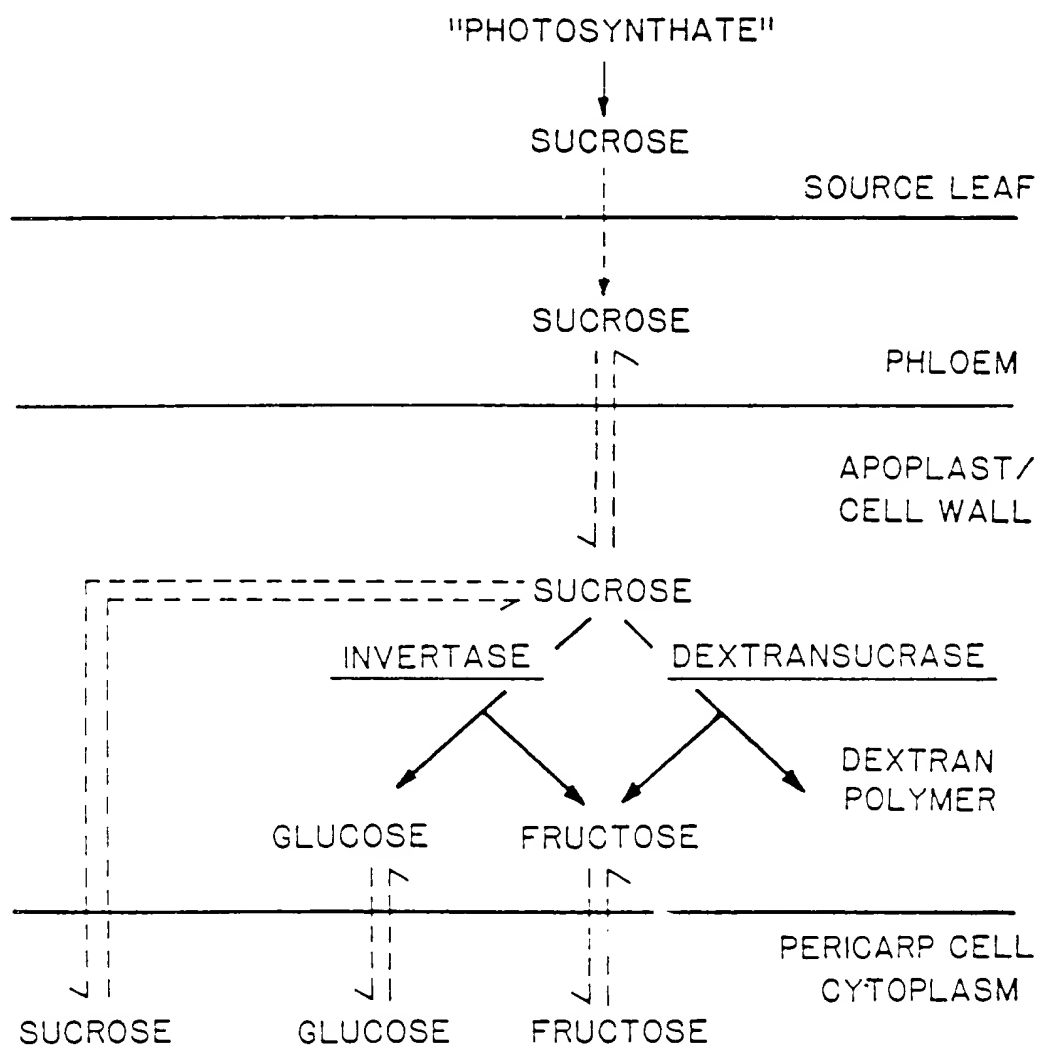 "PHOTOSYNTHATE"
SUCROSE
SOURCE LEAF
SUCROSE
PHLOEM
APOPLAST/
CELL WALL
SUCROSE
INVERTASE DEXTRANSUCRASE
DEXTRAN
POLYMER
GLUCOSE FRUCTOSE
PERICARP CELL
CYTOPLASM
SUCROSE GLUCOSE FRUCTOSE